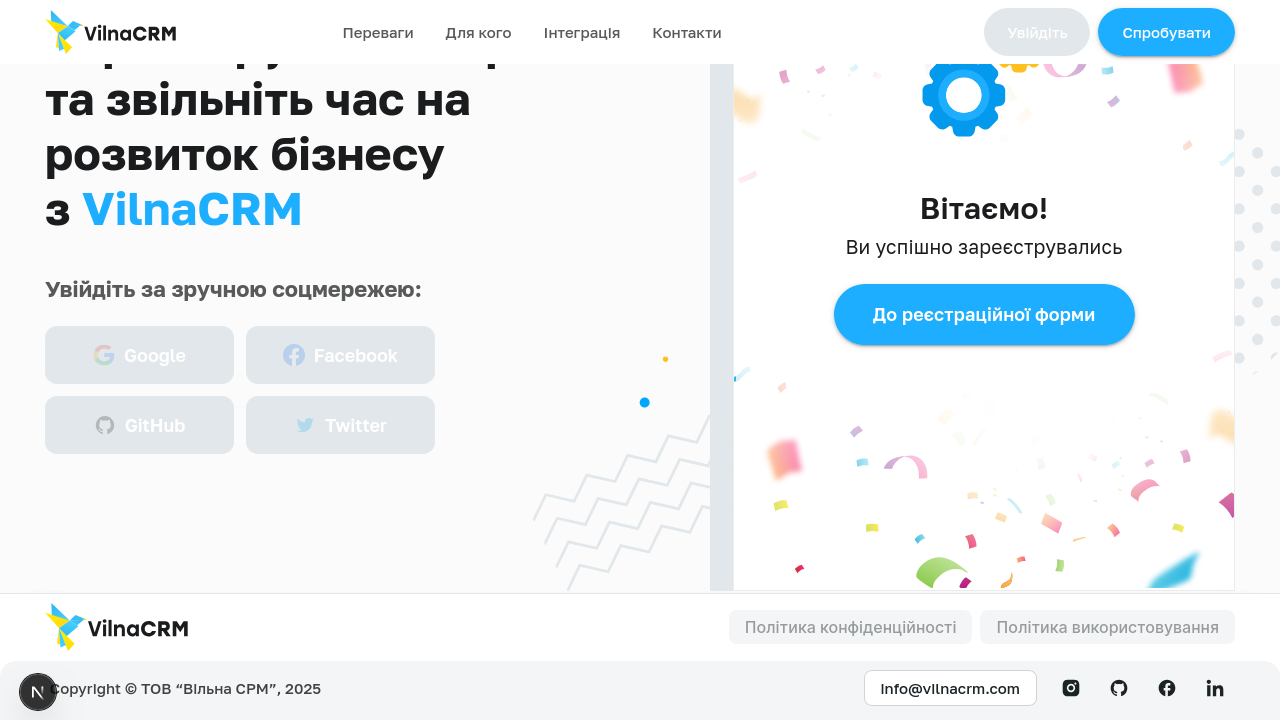 VilnaCRM
Переваги
Для кого
Інтеграція
Контакти
Увійдіть
Спробувати
та звільніть час на
розвиток бізнесу
з VilnaCRM
Увійдіть за зручною соцмережею:
Google
Facebook
GitHub
Twitter
Вітаємо!
Ви успішно зареєструвались
До реєстраційної форми
VilnaCRM
Політика конфіденційності
Політика використовування
Copyright © ТОВ “Вільна СРМ”, 2025
info@vilnacrm.com